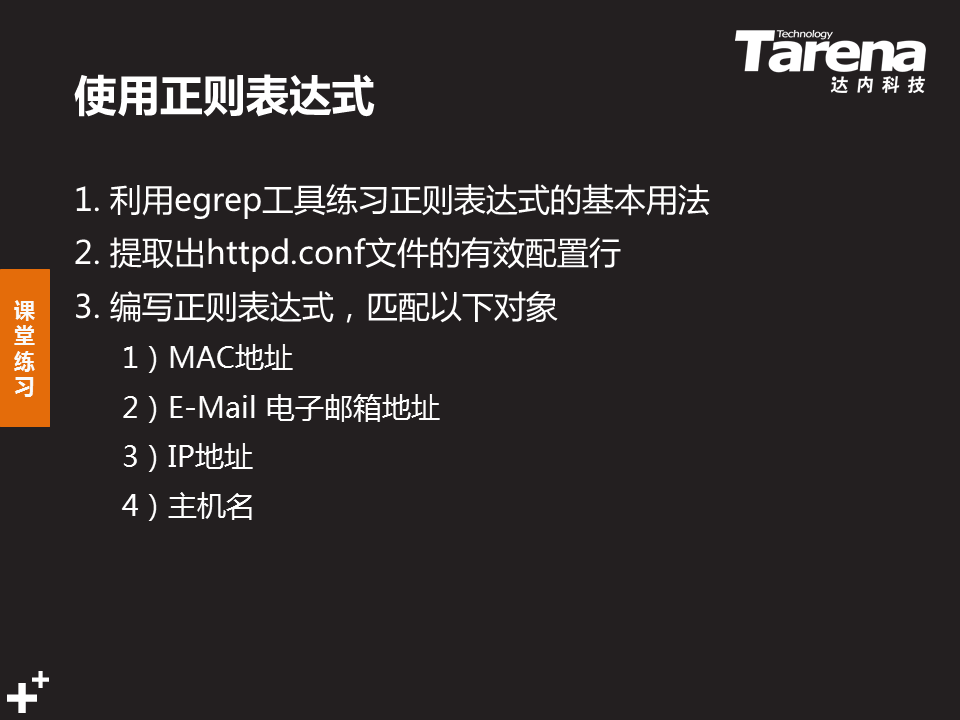 Technology
Tarena
达内科技
使用正则表达式
1. 利用egrep工具练习正则表达式的基本用法
2. 提取出httpd.conf文件的有效配置行
3. 编写正则表达式，匹配以下对象
1）MAC地址
2）E-Mail 电子邮箱地址
3）IP地址
4）主机名
课
堂
练
习